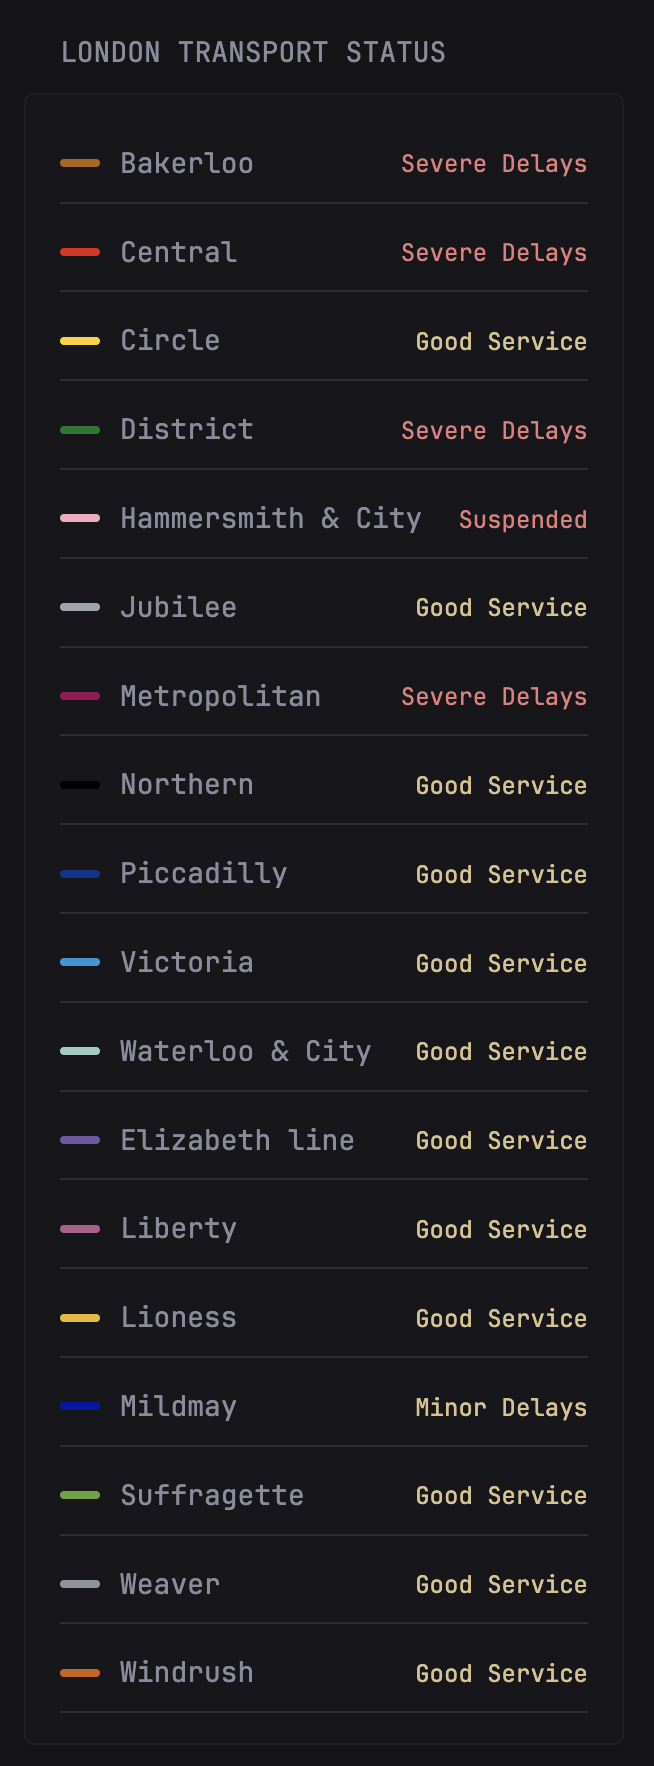 LONDON TRANSPORT STATUS
Bakerloo Severe Delays
Central Severe Delays
Circle Good Service
District Severe Delays
Hammersmith & City Suspended
Jubilee Good Service
Metropolitan Severe Delays
Northern Good Service
Piccadilly Good Service
Victoria Good Service
Waterloo & City Good Service
Elizabeth line Good Service
Liberty Good Service
Lioness Good Service
Mildmay Minor Delays
Suffragette Good Service
Weaver Good Service
Windrush Good Service